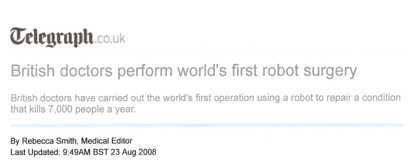 Telegraph.co.uk
British doctors perform world's first robot surgery
British doctors have carried out the world's first operation using a robot to repair a condition
that kills 7,000 people a year.
By Rebecca Smith, Medical Editor
Last Updated: 9:49AM BST 23 Aug 2008